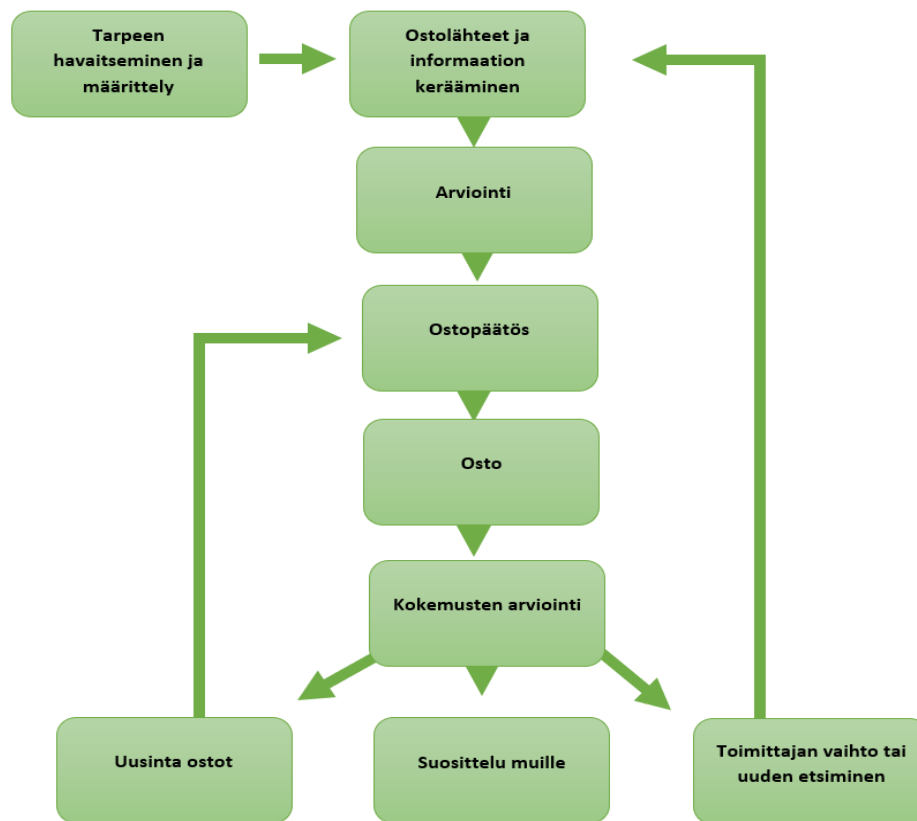 Tarpeen
havaitseminen ja
määrittely
Ostolähteet ja
informaation
kerääminen
Arviointi
Ostopäätös
Osto
Kokemusten arviointi
Uusinta ostot
Suosittelu muille
Toimittajan vaihto tai
uuden etsiminen